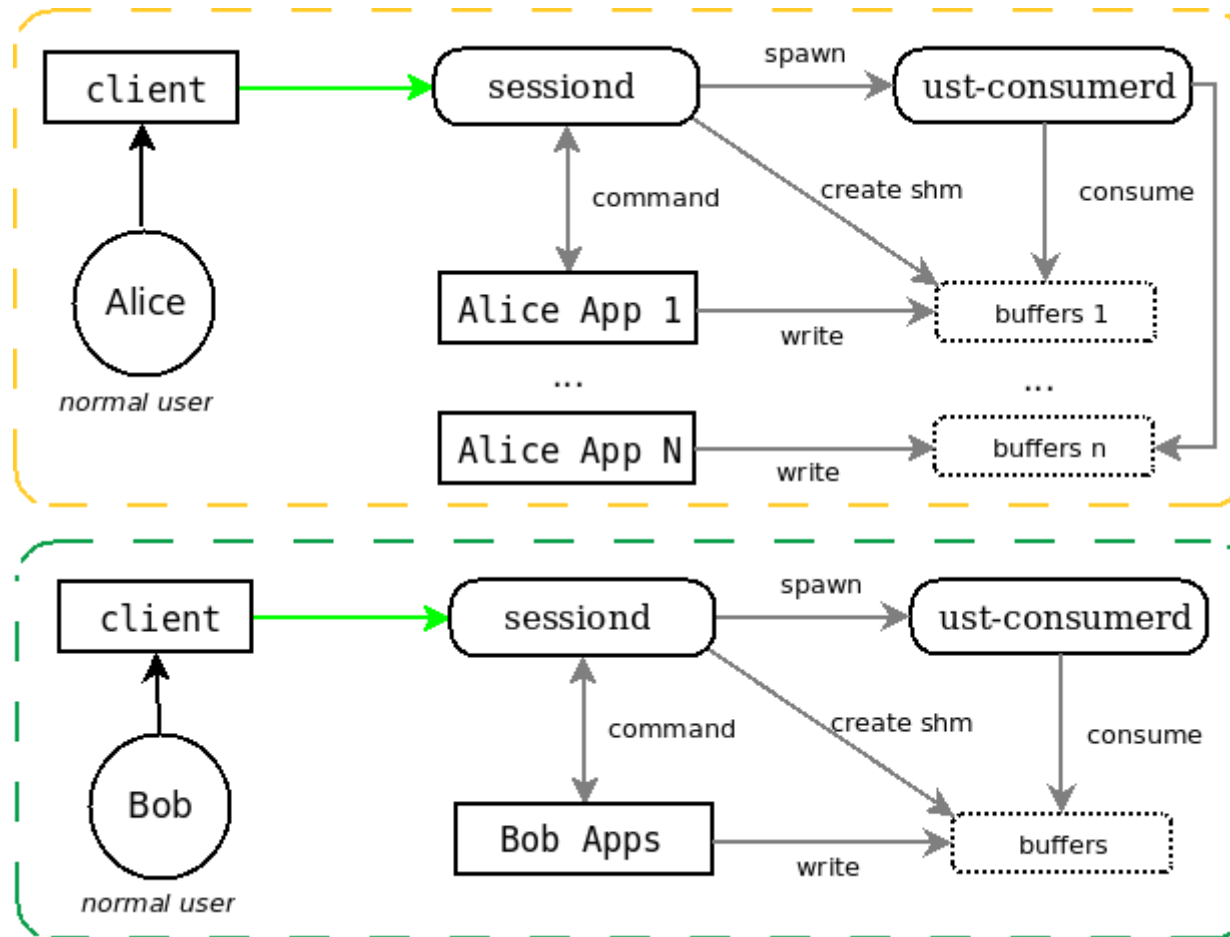 spawn
client
sessiond
ust-consumerd
create shm
command
consume
Alice
Alice App 1
buffers 1
write
normal user
...
...
Alice App N
buffers n
write
spawn
client
sessiond
ust-consumerd
create shm
command
consume
Bob
Bob Apps
buffers
write
normal user